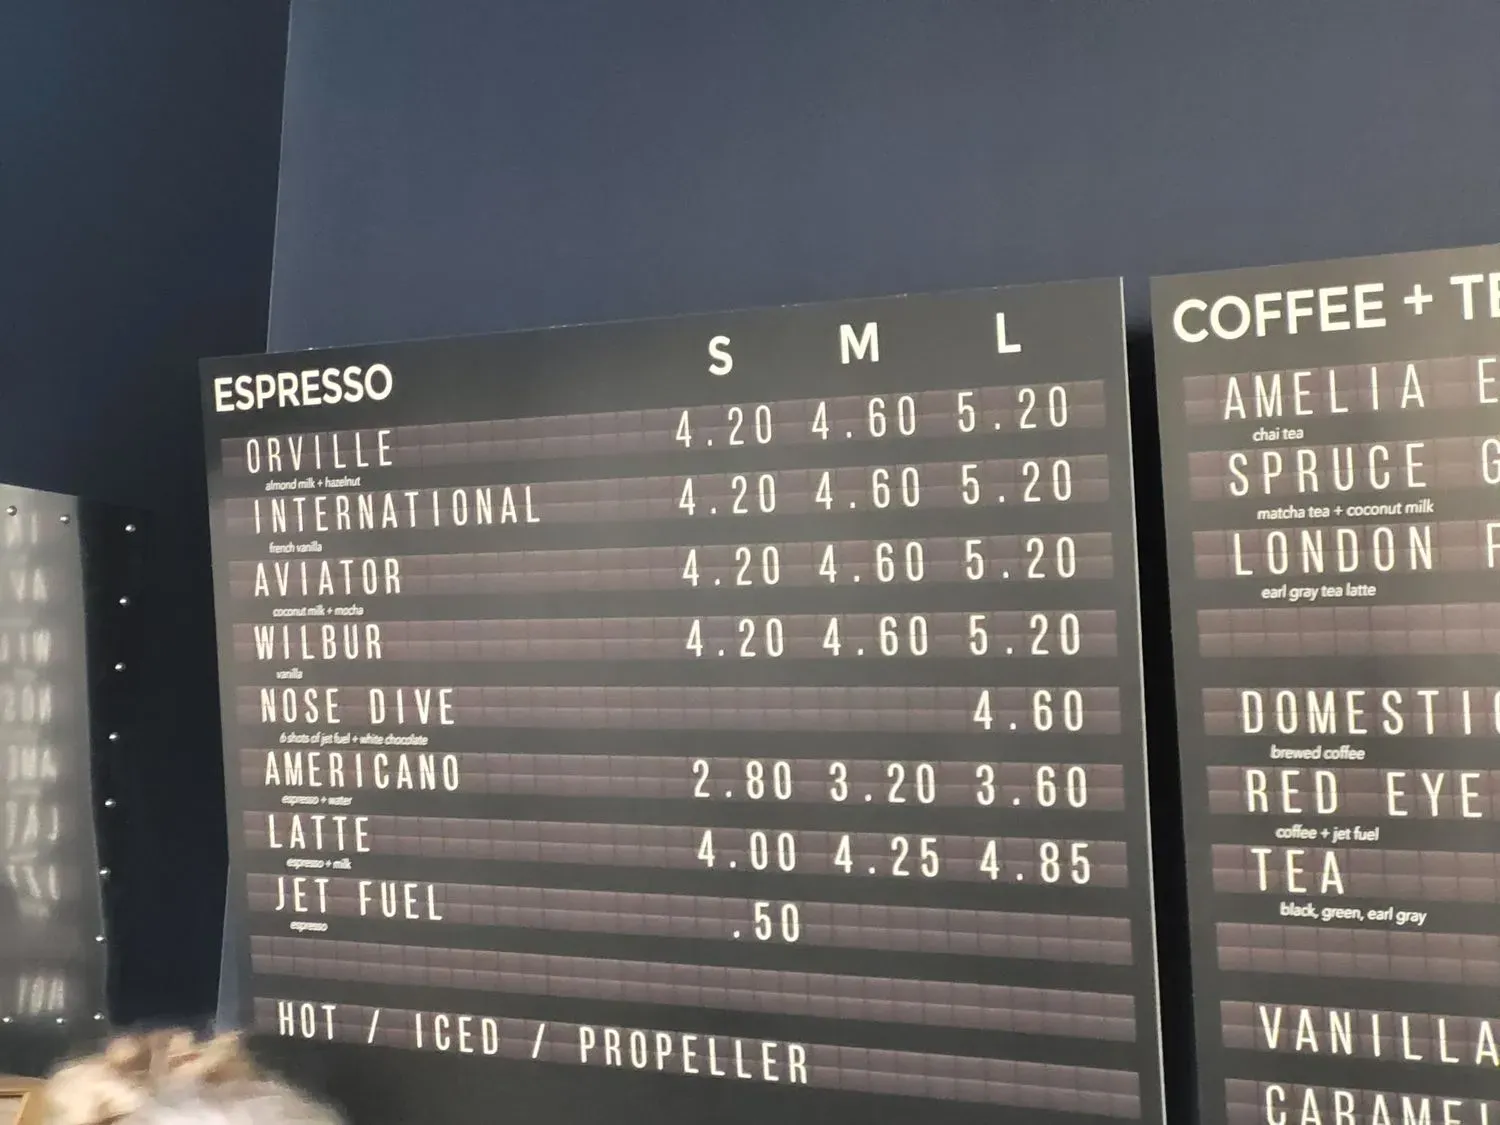 ESPRESSO S M L
ORVILLE 4.20 4.60 5.20
almond milk + hazelnut
INTERNATIONAL 4.20 4.60 5.20
french vanilla
AVIATOR 4.20 4.60 5.20
coconut milk + mocha
WILBUR 4.20 4.60 5.20
vanilla
NOSE DIVE 4.60
6 shots of jet fuel + white chocolate
AMERICANO 2.80 3.20 3.60
espresso + water
LATTE 4.00 4.25 4.85
espresso + milk
JET FUEL .50
espresso
HOT / ICED / PROPELLER
COFFEE + TE
AMELIA E
chai tea
SPRUCE G
matcha tea + coconut milk
LONDON F
earl gray tea latte
DOMESTIC
brewed coffee
RED EYE
coffee + jet fuel
TEA
black, green, earl gray
VANILLA
CARAMEL